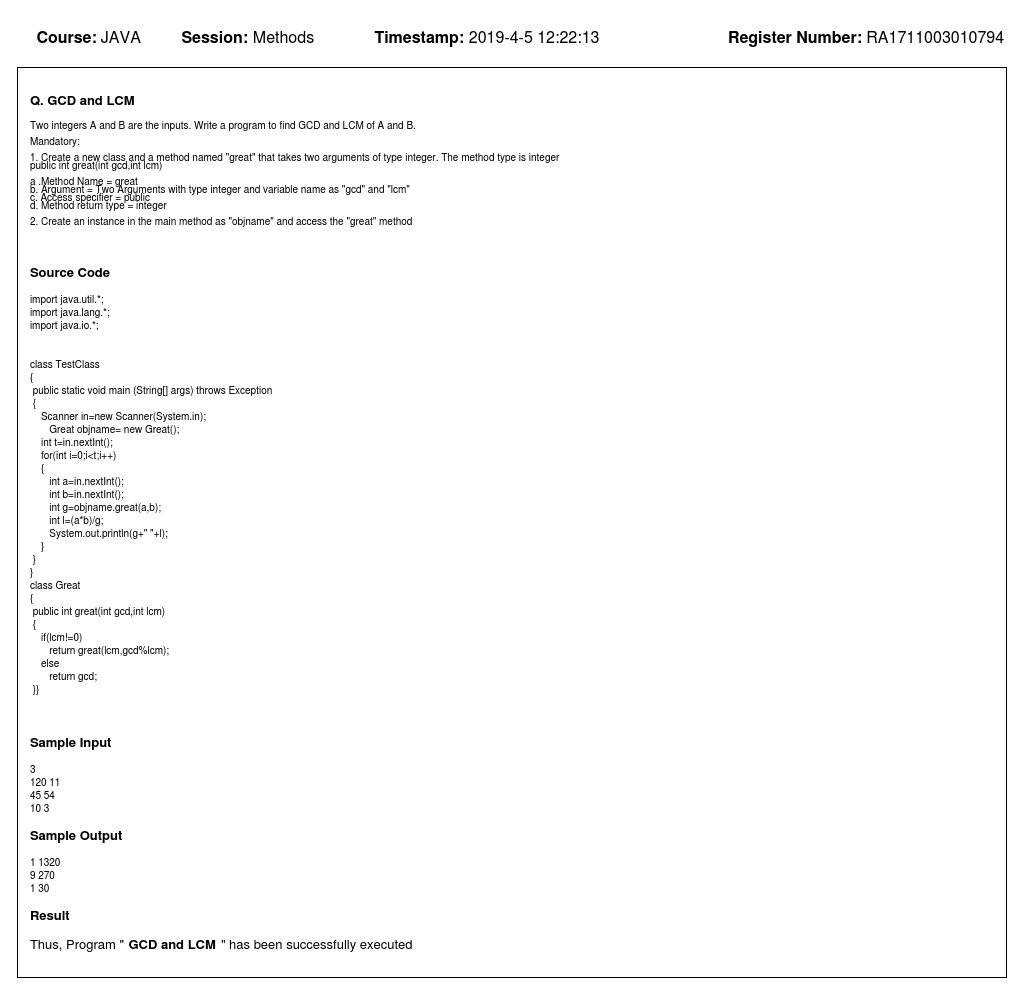 Course: JAVA Session: Methods Timestamp: 2019-4-5 12:22:13 Register Number: RA1711003010794
Q. GCD and LCM
Two integers A and B are the inputs. Write a program to find GCD and LCM of A and B.
Mandatory:
1. Create a new class and a method named "great" that takes two arguments of type integer. The method type is integer
public int great(int gcd,int lcm)
a .Method Name = great
b. Argument = Two Arguments with type integer and variable name as "gcd" and "lcm"
c. Access specifier = public
d. Method return type = integer
2. Create an instance in the main method as "objname" and access the "great" method
Source Code
import java.util.*;
import java.lang.*;
import java.io.*;
class TestClass
{
public static void main (String[] args) throws Exception
{
Scanner in=new Scanner(System.in);
Great objname= new Great();
int t=in.nextInt();
for(int i=0;i<t;i++)
{
int a=in.nextInt();
int b=in.nextInt();
int g=objname.great(a,b);
int l=(a*b)/g;
System.out.println(g+" "+l);
}
}
}
class Great
{
public int great(int gcd,int lcm)
{
if(lcm!=0)
return great(lcm,gcd%lcm);
else
return gcd;
}}
Sample Input
3
120 11
45 54
10 3
Sample Output
1 1320
9 270
1 30
Result
Thus, Program " GCD and LCM " has been successfully executed